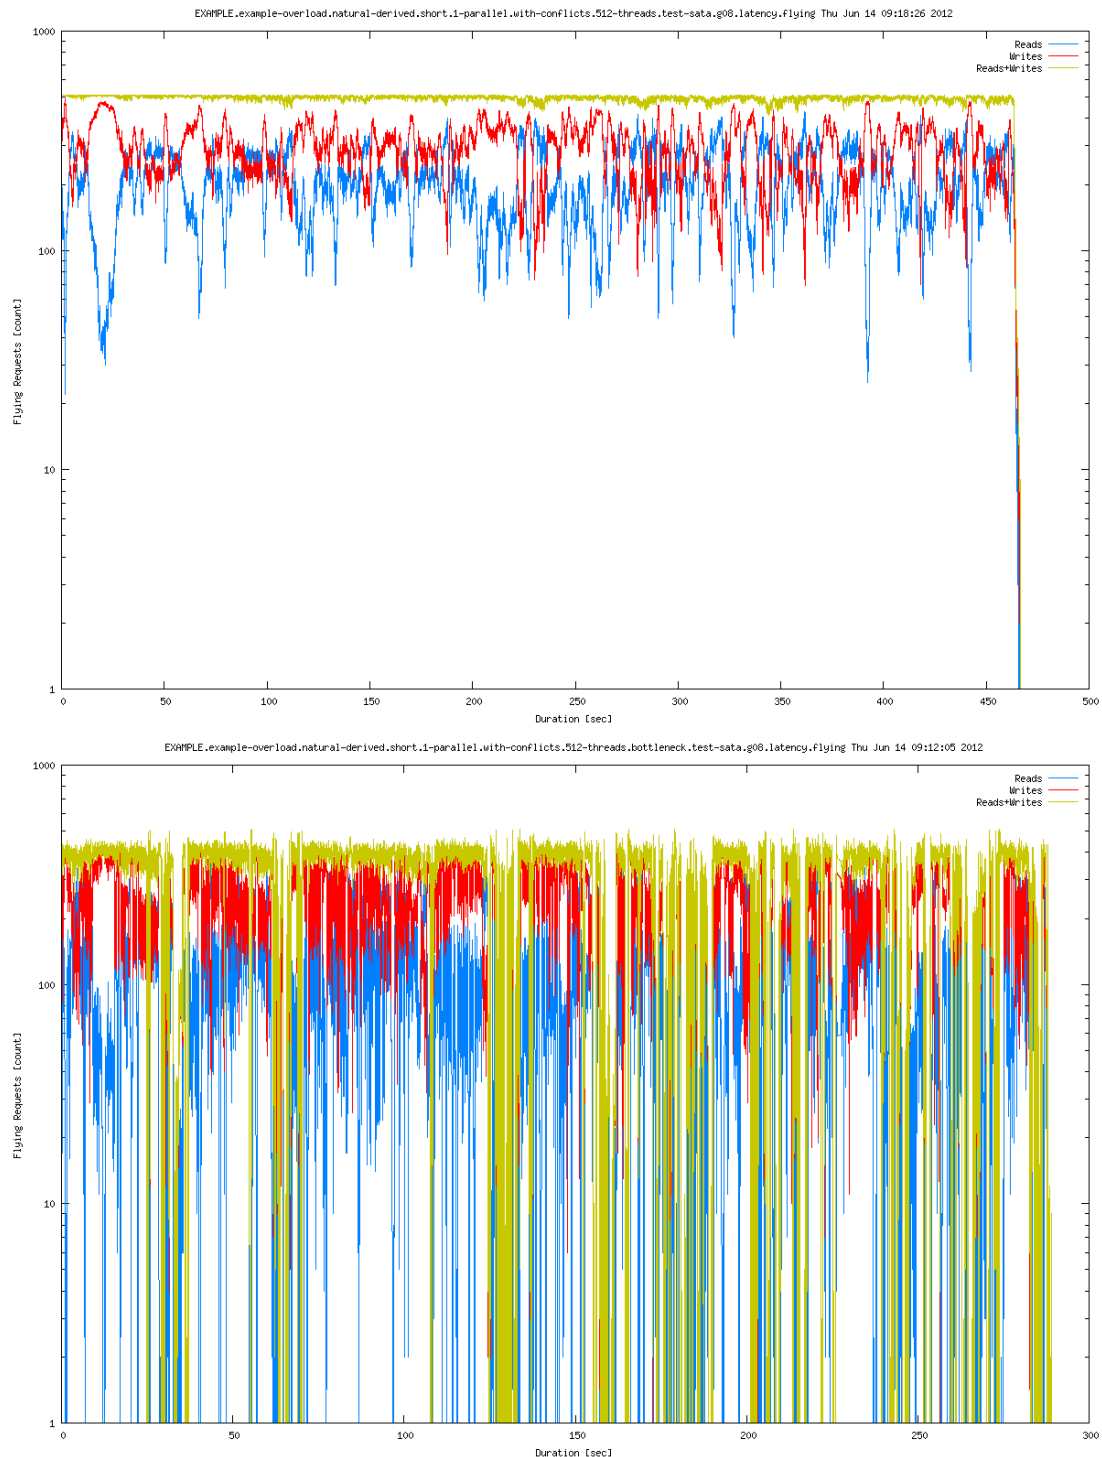 EXAMPLE.example-overload.natural-derived.short.1-parallel.with-conflicts.512-threads.test-sata.g08.latency.flying Thu Jun 14 09:18:26 2012
Reads
Writes
Reads+Writes
1000
100
10
1
Flying Requests [count]
0 50 100 150 200 250 300 350 400 450 500
Duration [sec]
EXAMPLE.example-overload.natural-derived.short.1-parallel.with-conflicts.512-threads.bottleneck.test-sata.g08.latency.flying Thu Jun 14 09:12:05 2012
Reads
Writes
Reads+Writes
1000
100
10
1
Flying Requests [count]
0 50 100 150 200 250 300
Duration [sec]